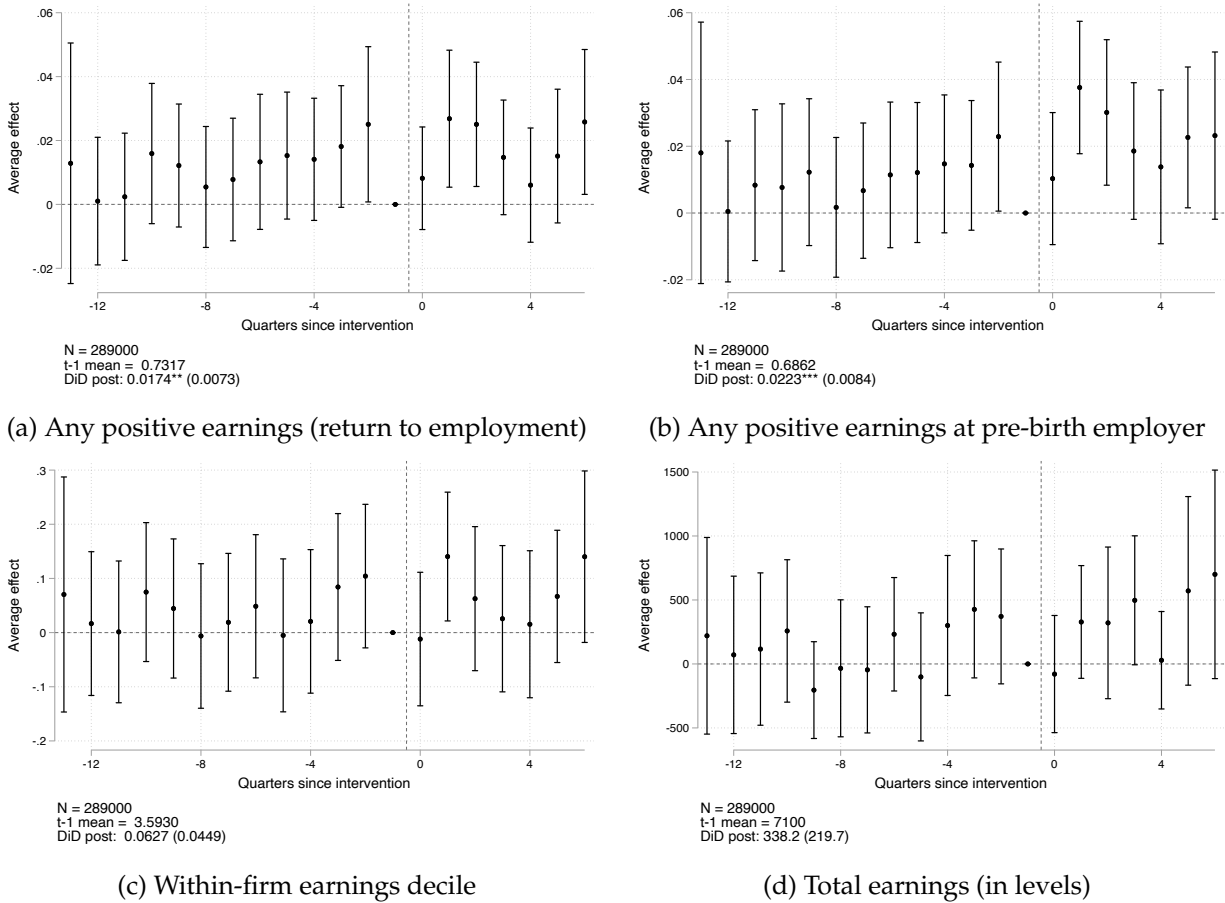 .06
.04
.02
0
-.02
Average effect
-12
-8
-4
0
4
Quarters since intervention
N = 289000
t-1 mean = 0.7317
DiD post: 0.0174** (0.0073)
(a) Any positive earnings (return to employment)
.06
.04
.02
0
-.02
Average effect
-12
-8
-4
0
4
Quarters since intervention
N = 289000
t-1 mean = 0.6862
DiD post: 0.0223*** (0.0084)
(b) Any positive earnings at pre-birth employer
.3
.2
.1
0
-.1
-.2
Average effect
-12
-8
-4
0
4
Quarters since intervention
N = 289000
t-1 mean = 3.5930
DiD post: 0.0627 (0.0449)
(c) Within-firm earnings decile
1500
1000
500
0
-500
Average effect
-12
-8
-4
0
4
Quarters since intervention
N = 289000
t-1 mean = 7100
DiD post: 338.2 (219.7)
(d) Total earnings (in levels)